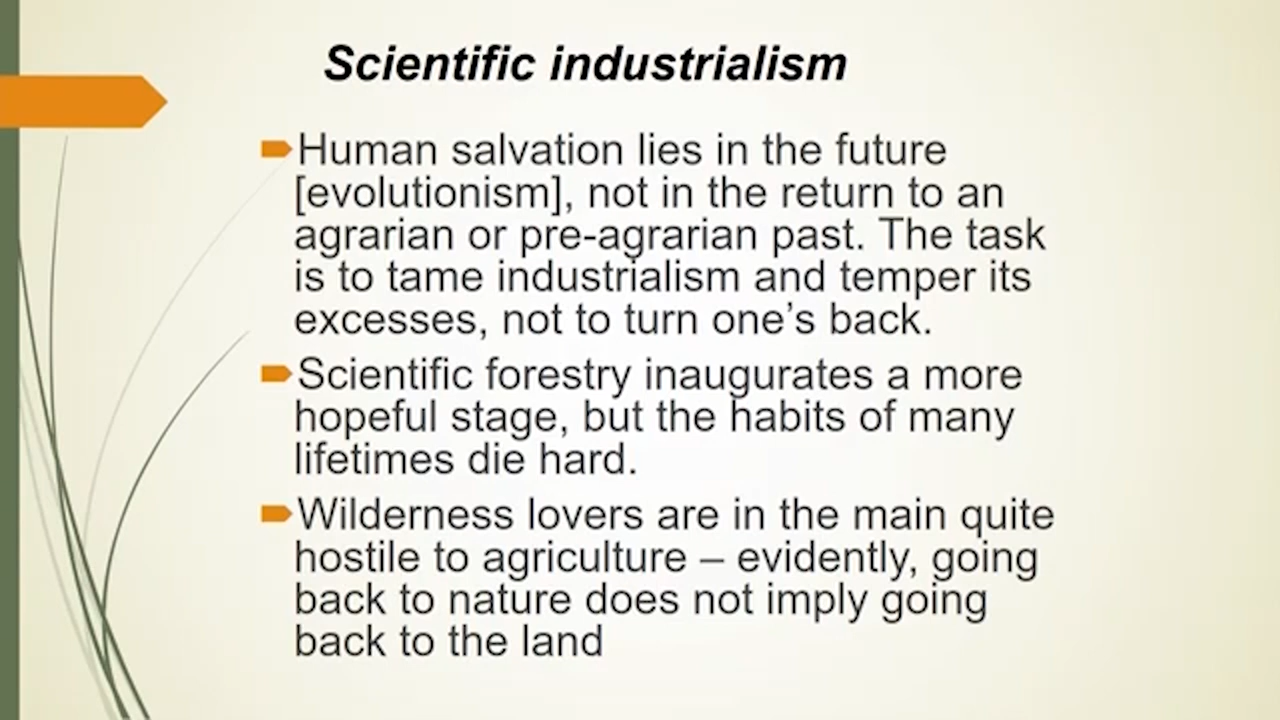 Scientific industrialism
Human salvation lies in the future
[evolutionism], not in the return to an
agrarian or pre-agrarian past. The task
is to tame industrialism and temper its
excesses, not to turn one’s back.
Scientific forestry inaugurates a more
hopeful stage, but the habits of many
lifetimes die hard.
Wilderness lovers are in the main quite
hostile to agriculture – evidently, going
back to nature does not imply going
back to the land